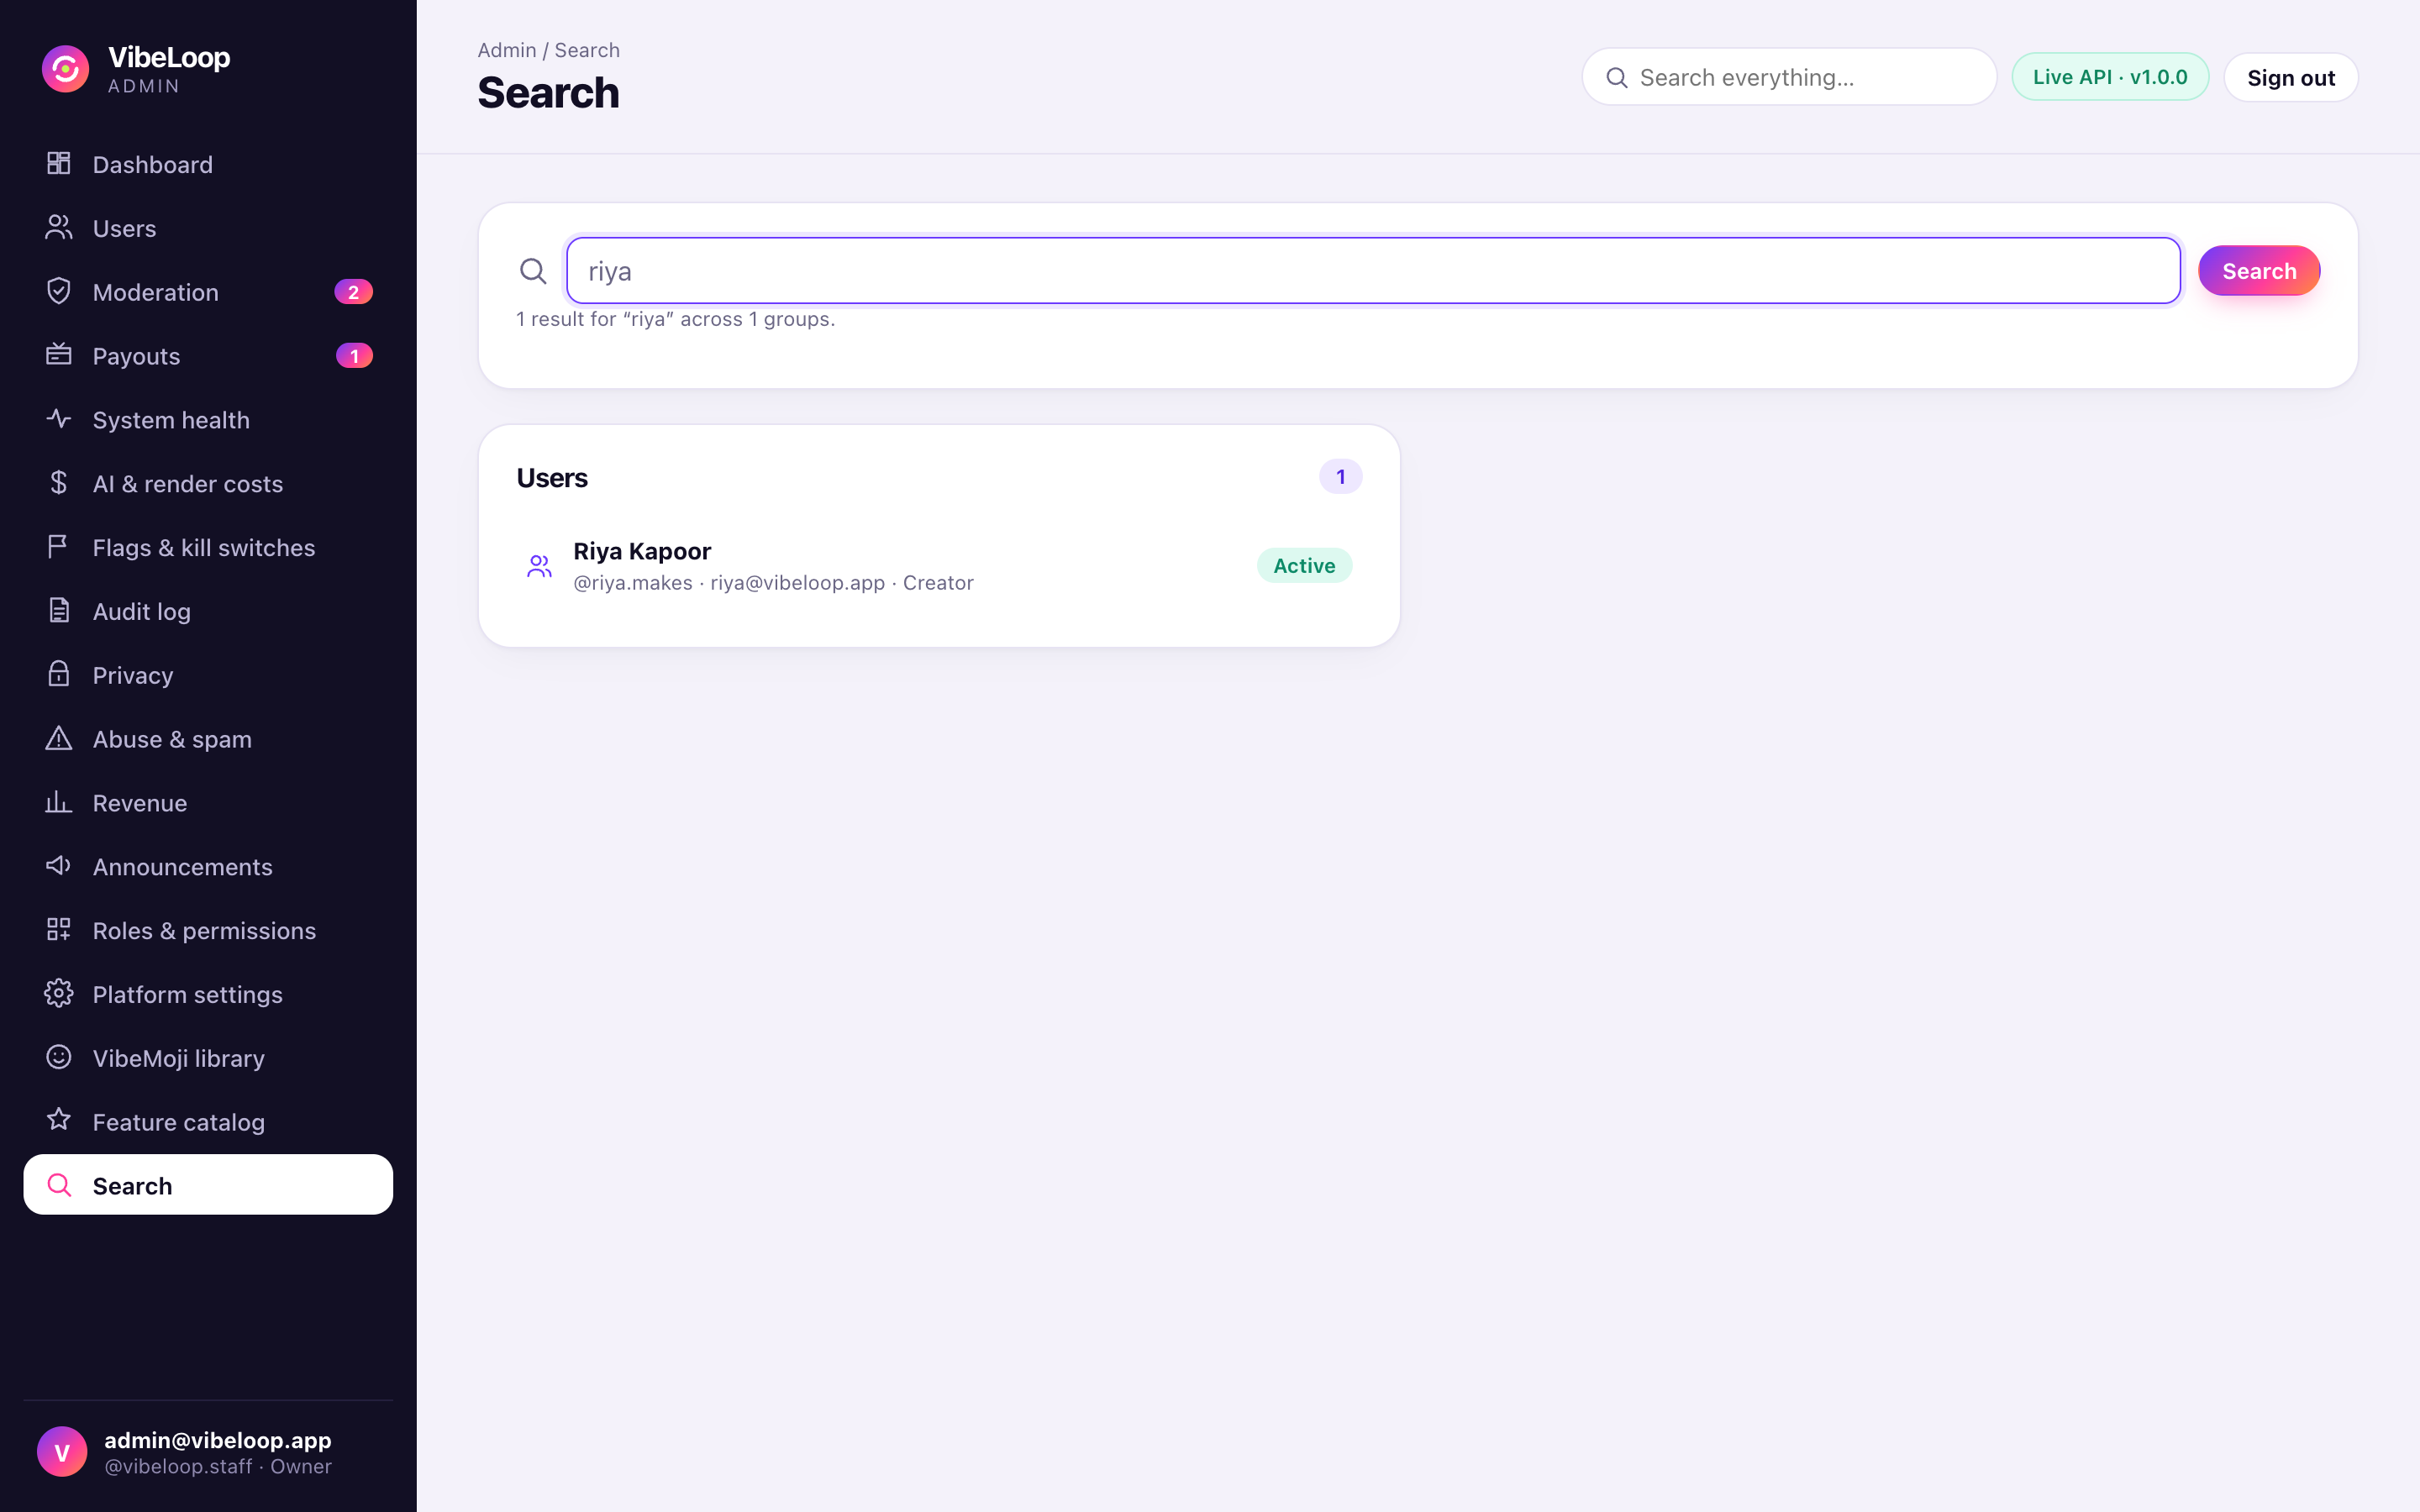 VibeLoop
ADMIN
Dashboard
Users
Moderation 2
Payouts 1
System health
AI & render costs
Flags & kill switches
Audit log
Privacy
Abuse & spam
Revenue
Announcements
Roles & permissions
Platform settings
VibeMoji library
Feature catalog
Search
V
admin@vibeloop.app
@vibeloop.staff · Owner
Admin / Search
Search
Search everything...
Live API · v1.0.0
Sign out
riya
Search
1 result for “riya” across 1 groups.
Users 1
Riya Kapoor
@riya.makes · riya@vibeloop.app · Creator
Active